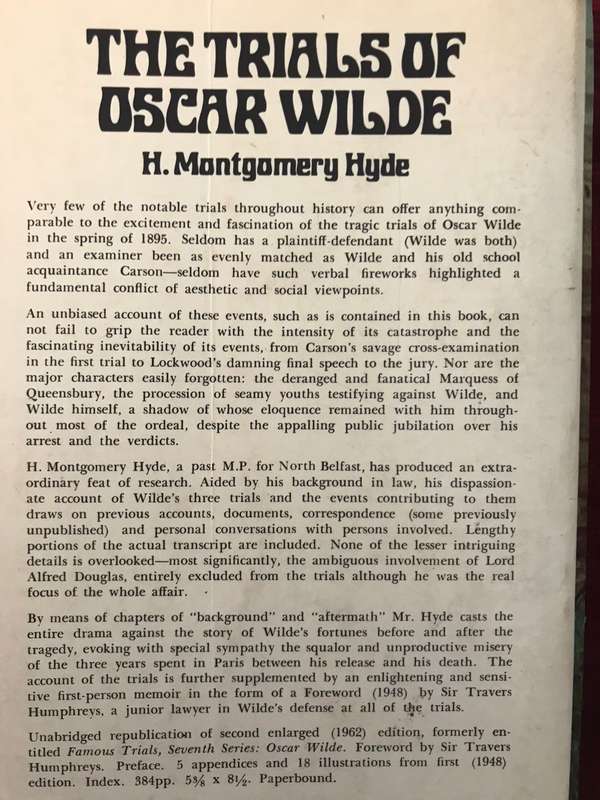 THE TRIALS OF
OSCAR WILDE
H. Montgomery Hyde
Very few of the notable trials throughout history can offer anything com-
parable to the excitement and fascination of the tragic trials of Oscar Wilde
in the spring of 1895. Seldom has a plaintiff-defendant (Wilde was both)
and an examiner been as evenly matched as Wilde and his old school
acquaintance Carson—seldom have such verbal fireworks highlighted a
fundamental conflict of aesthetic and social viewpoints.
An unbiased account of these events, such as is contained in this book, can
not fail to grip the reader with the intensity of its catastrophe and the
fascinating inevitability of its events, from Carson's savage cross-examination
in the first trial to Lockwood's damning final speech to the jury. Nor are the
major characters easily forgotten: the deranged and fanatical Marquess of
Queensbury, the procession of seamy youths testifying against Wilde, and
Wilde himself, a shadow of whose eloquence remained with him through-
out most of the ordeal, despite the appalling public jubilation over his
arrest and the verdicts.
H. Montgomery Hyde, a past M.P. for North Belfast, has produced an extra-
ordinary feat of research. Aided by his background in law, his dispassion-
ate account of Wilde's three trials and the events contributing to them
draws on previous accounts, documents, correspondence (some previously
unpublished) and personal conversations with persons involved. Lengthy
portions of the actual transcript are included. None of the lesser intriguing
details is overlooked—most significantly, the ambiguous involvement of Lord
Alfred Douglas, entirely excluded from the trials although he was the real
focus of the whole affair.
By means of chapters of "background" and "aftermath" Mr. Hyde casts the
entire drama against the story of Wilde's fortunes before and after the
tragedy, evoking with special sympathy the squalor and unproductive misery
of the three years spent in Paris between his release and his death. The
account of the trials is further supplemented by an enlightening and sensi-
tive first-person memoir in the form of a Foreword (1948) by Sir Travers
Humphreys, a junior lawyer in Wilde's defense at all of the trials.
Unabridged republication of second enlarged (1962) edition, formerly en-
titled Famous Trials, Seventh Series: Oscar Wilde. Foreword by Sir Travers
Humphreys. Preface. 5 appendices and 18 illustrations from first (1948)
edition. Index. 384pp. 5⅜ x 8½. Paperbound.